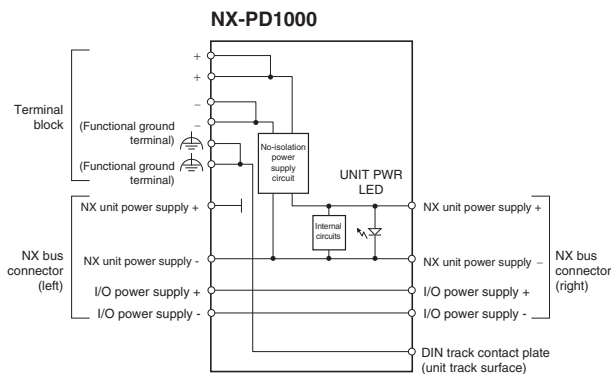 NX-PD1000
+
+
–
–
Terminal
block
(Functional ground
terminal)
(Functional ground
terminal)
No-isolation
power
supply
circuit
UNIT PWR
LED
NX unit power supply +
NX unit power supply +
Internal
circuits
NX bus
connector
(left)
NX unit power supply -
NX unit power supply –
NX bus
connector
(right)
I/O power supply +
I/O power supply +
I/O power supply -
I/O power supply -
DIN track contact plate
(unit track surface)